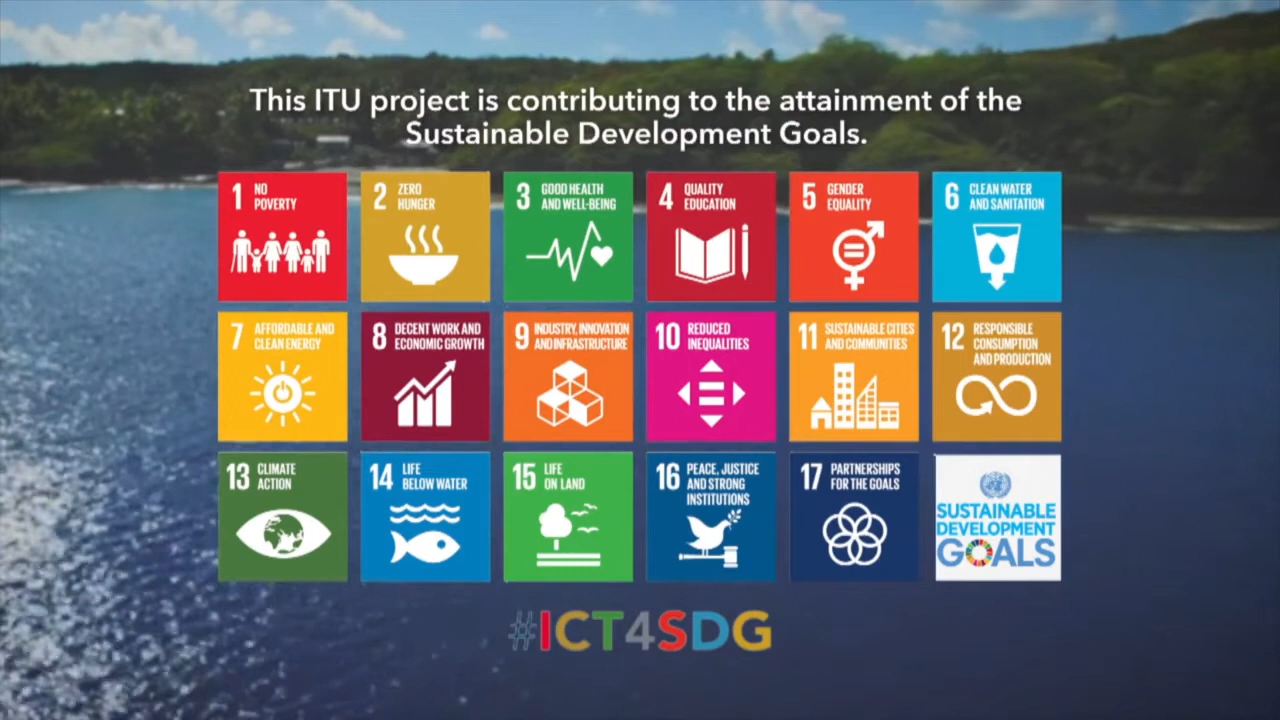 This ITU project is contributing to the attainment of the
Sustainable Development Goals.
1 NO
POVERTY
2 ZERO
HUNGER
3 GOOD HEALTH
AND WELL-BEING
4 QUALITY
EDUCATION
5 GENDER
EQUALITY
6 CLEAN WATER
AND SANITATION
7 AFFORDABLE AND
CLEAN ENERGY
8 DECENT WORK AND
ECONOMIC GROWTH
9 INDUSTRY, INNOVATION
AND INFRASTRUCTURE
10 REDUCED
INEQUALITIES
11 SUSTAINABLE CITIES
AND COMMUNITIES
12 RESPONSIBLE
CONSUMPTION
AND PRODUCTION
13 CLIMATE
ACTION
14 LIFE
BELOW WATER
15 LIFE
ON LAND
16 PEACE, JUSTICE
AND STRONG
INSTITUTIONS
17 PARTNERSHIPS
FOR THE GOALS
SUSTAINABLE
DEVELOPMENT
GOALS
#ICT4SDG